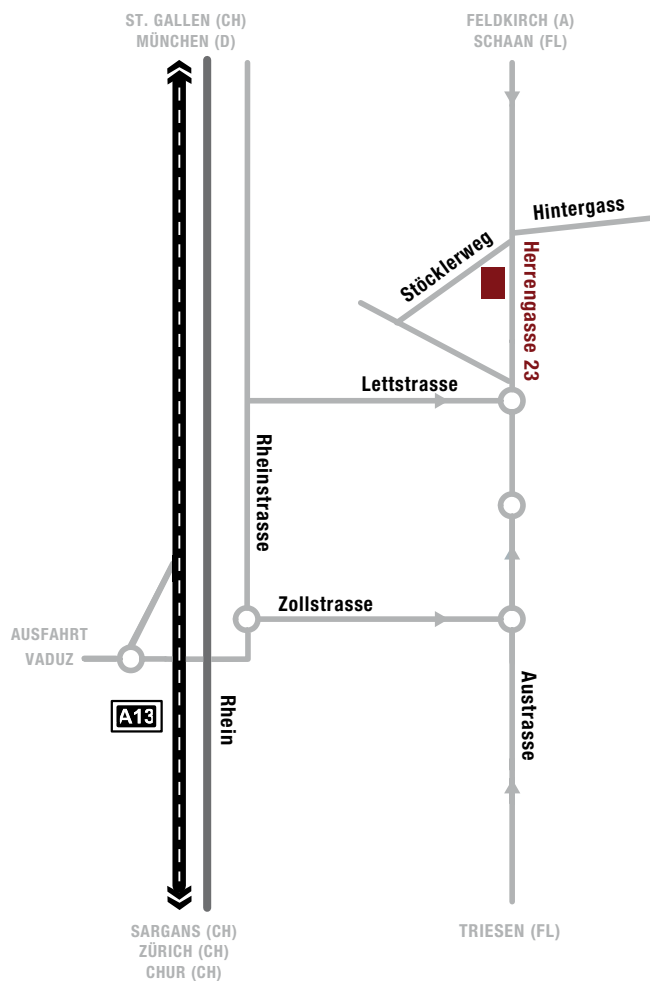 ST. GALLEN (CH)
MÜNCHEN (D)
FELDKIRCH (A)
SCHAAN (FL)
Hintergass
Stöcklerweg
Herrengasse 23
Lettstrasse
Rheinstrasse
Zollstrasse
AUSFAHRT
VADUZ
A13
Rhein
Austrasse
SARGANS (CH)
ZÜRICH (CH)
CHUR (CH)
TRIESEN (FL)